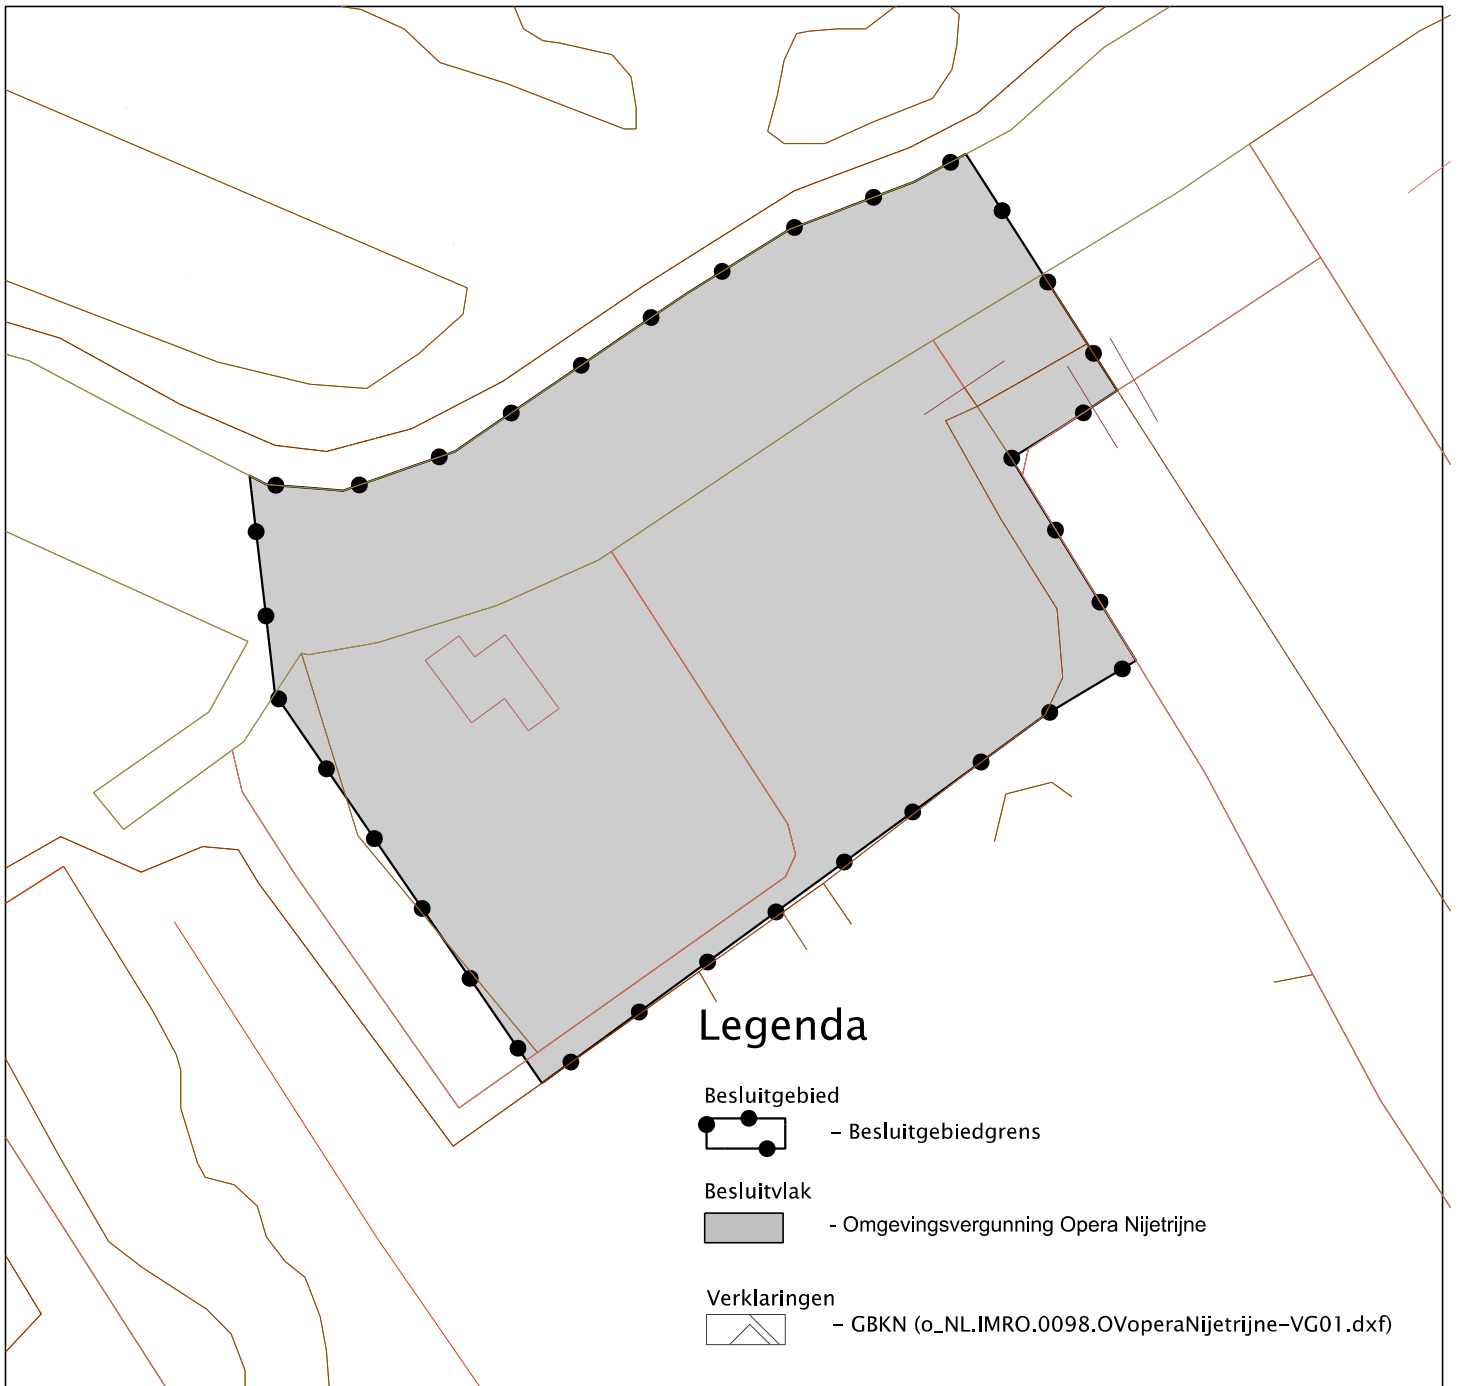 Legenda
Besluitgebied
– Besluitgebiedgrens
Besluitvlak
- Omgevingsvergunning Opera Nijetrijne
Verklaringen
– GBKN (o_NL.IMRO.0098.OVoperaNijetrijne–VG01.dxf)